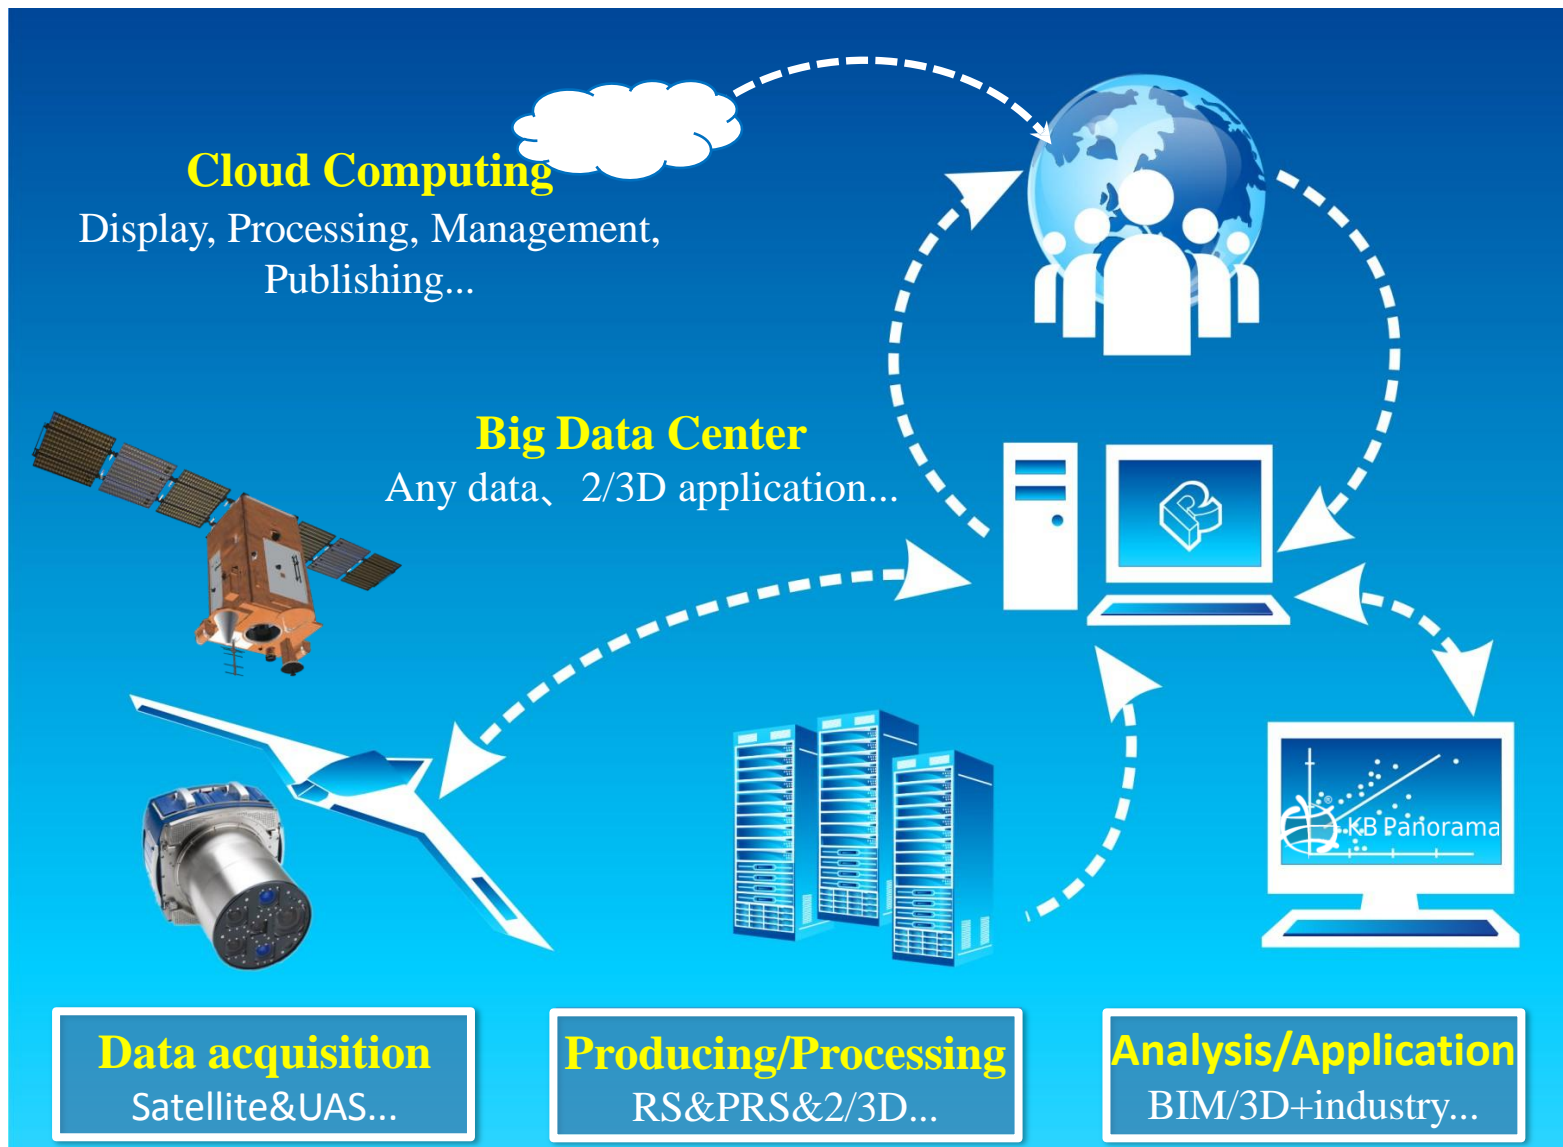 Cloud Computing
Display, Processing, Management,
Publishing...
Big Data Center
Any data、2/3D application...
®
KB Panorama
Data acquisition
Satellite&UAS...
Producing/Processing
RS&PRS&2/3D...
Analysis/Application
BIM/3D+industry...